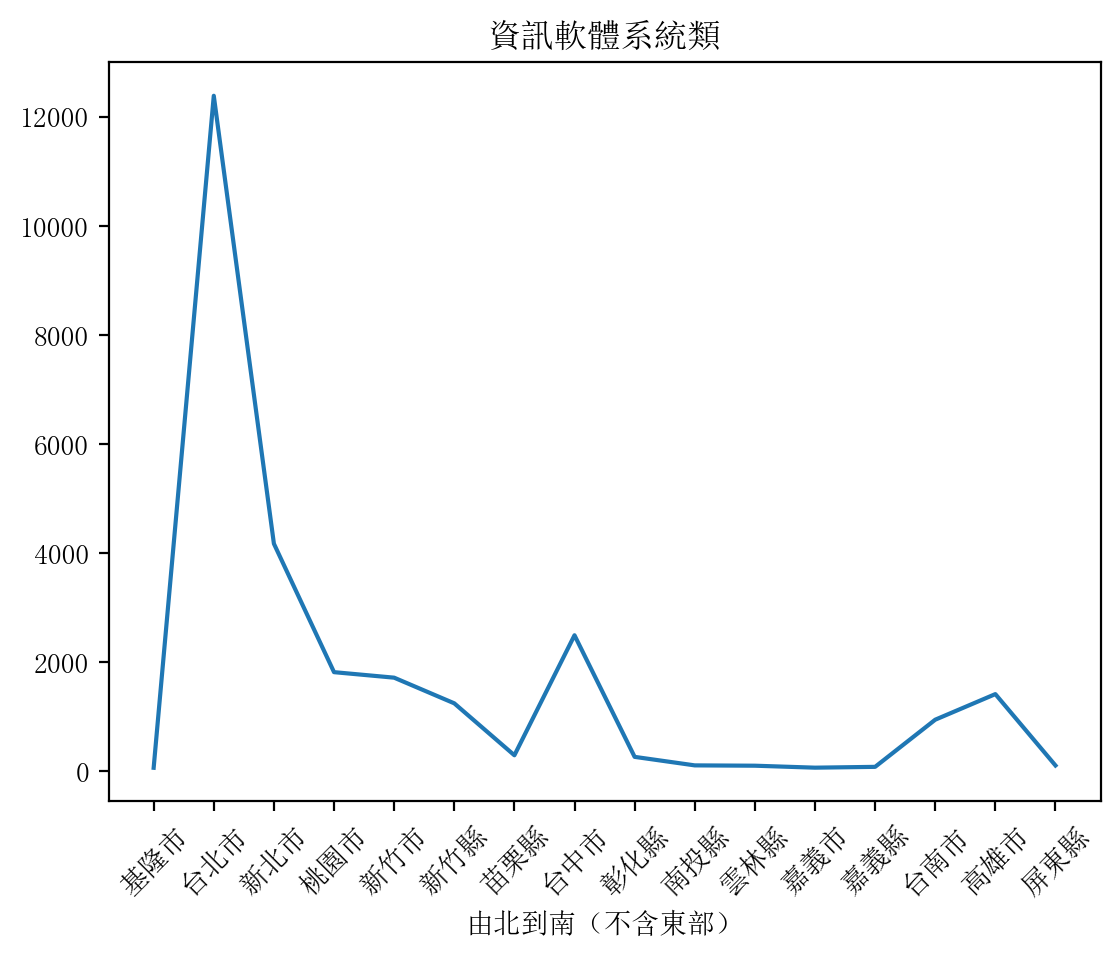 資訊軟體系統類
12000
10000
8000
6000
4000
2000
0
基隆市 台北市 新北市 桃園市 新竹市 新竹縣 苗栗縣 台中市 彰化縣 南投縣 雲林縣 嘉義市 嘉義縣 台南市 高雄市 屏東縣
由北到南（不含東部）